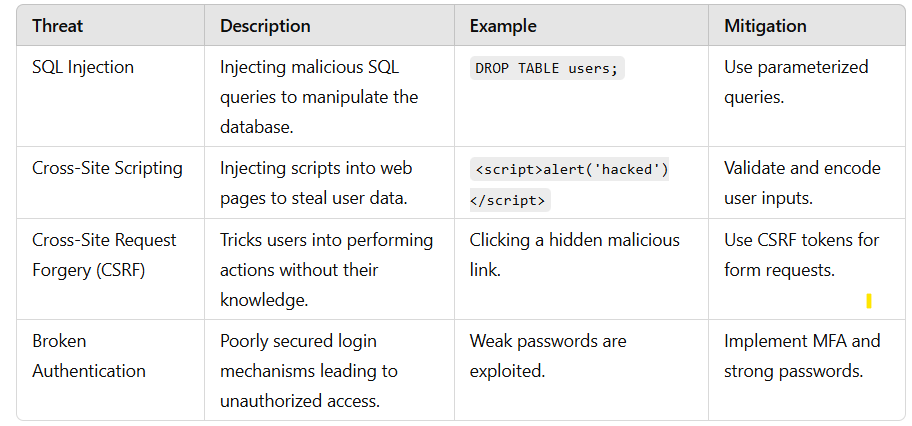 Threat Description Example Mitigation
SQL Injection Injecting malicious SQL DROP TABLE users; Use parameterized
queries to manipulate the queries.
database.
Cross-Site Scripting Injecting scripts into web <script>alert('hacked') Validate and encode
pages to steal user data. </script> user inputs.
Cross-Site Request Tricks users into performing Clicking a hidden malicious Use CSRF tokens for
Forgery (CSRF) actions without their link. form requests.
knowledge.
Broken Poorly secured login Weak passwords are Implement MFA and
Authentication mechanisms leading to exploited. strong passwords.
unauthorized access.